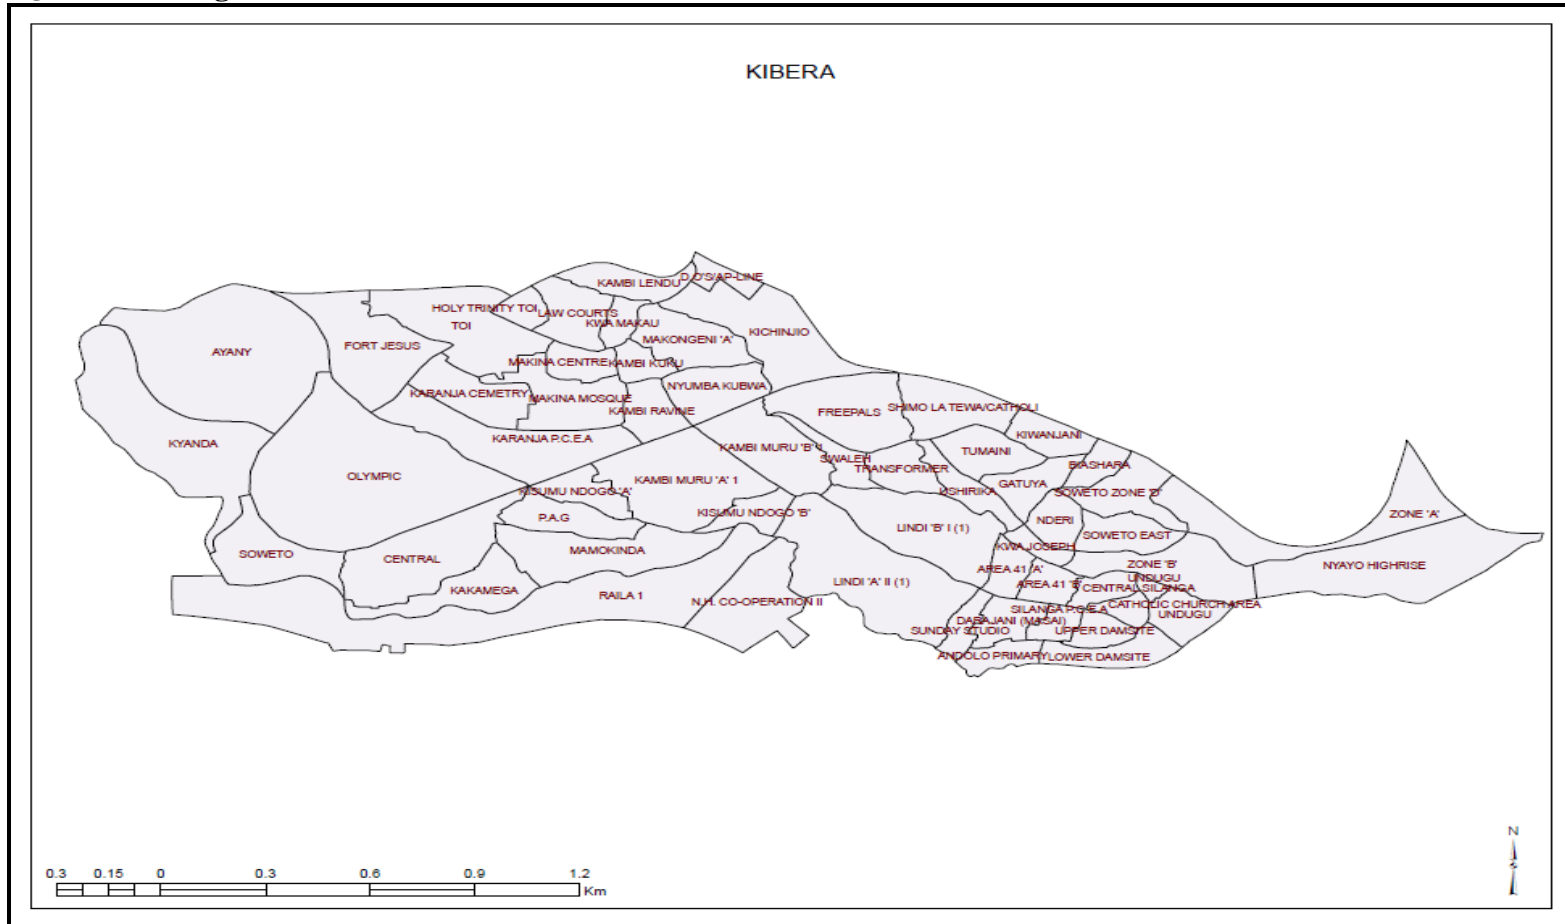 KIBERA
D.O'S/AP-LINE
KAMBI LENDU
HOLY TRINITY TOI
LAW COURTS
KWA MAKAU
TOI
KICHINJIO
MAKONGENI 'A'
FORT JESUS
AYANY
MAKINA CENTRE
KAMBI KUKU
NYUMBA KUBWA
KARANJA CEMETRY
MAKINA MOSQUE
KAMBI RAVINE
FREEPALS
SHIMO LA TEWA/CATHOLI
KIWANJANI
KARANJA P.C.E.A
KYANDA
KAMBI MURU 'B' 1
TUMAINI
SWALEH
TRANSFORMER
BIASHARA
OLYMPIC
KAMBI MURU 'A' 1
GATUYA
KISUMU NDOGO 'A'
USHIRIKA
SOWETO ZONE 'D'
P.A.G
KISUMU NDOGO 'B'
NDERI
ZONE 'A'
LINDI 'B' I (1)
SOWETO EAST
SOWETO
CENTRAL
MAMOKINDA
KWA JOSEPH
ZONE 'B'
NYAYO HIGHRISE
AREA 41 'A'
UNDUGU
LINDI 'A' II (1)
AREA 41 'B'
CENTRAL SILANGA
KAKAMEGA
RAILA 1
N.H. CO-OPERATION II
CATHOLIC CHURCH AREA
SILANGA P.C.E.A
UNDUGU
DARAJANI (MASAI)
SUNDAY STUDIO
UPPER DAMSITE
ANDOLO PRIMARY
LOWER DAMSITE
N
0.3 0.15 0 0.3 0.6 0.9 1.2
Km